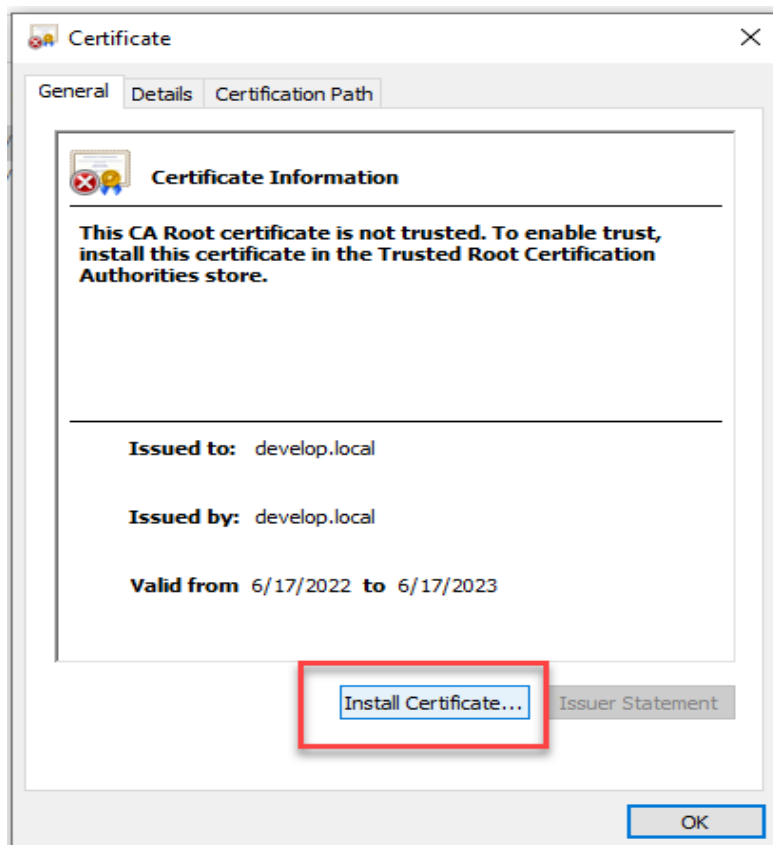 Certificate
General Details Certification Path
Certificate Information
This CA Root certificate is not trusted. To enable trust,
install this certificate in the Trusted Root Certification
Authorities store.
Issued to: develop.local
Issued by: develop.local
Valid from 6/17/2022 to 6/17/2023
Install Certificate... Issuer Statement
OK